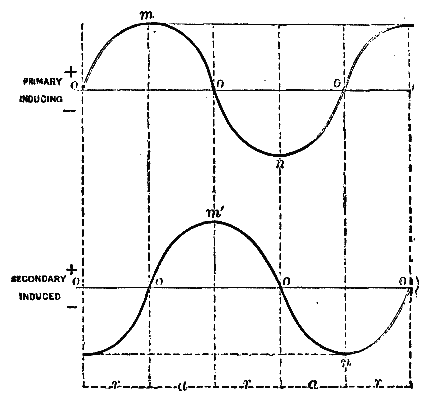 m
+
PRIMARY O O O
INDUCING
−
n
m'
+
SECONDARY O O O O
INDUCED
−
r a r a r